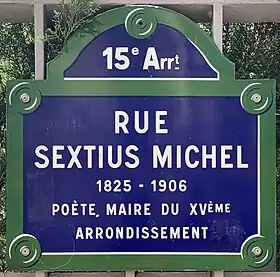 15e Arrt
RUE
SEXTIUS MICHEL
1825 - 1906
POÈTE, MAIRE DU XVÈME
ARRONDISSEMENT